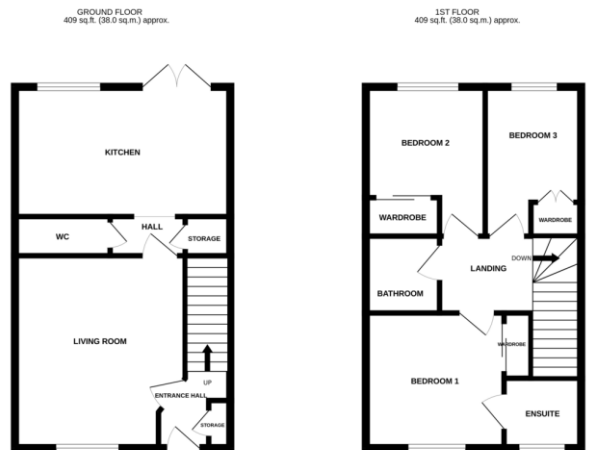 GROUND FLOOR
409 sq.ft. (38.0 sq.m.) approx.
KITCHEN
WC
HALL
STORAGE
LIVING ROOM
UP
ENTRANCE HALL
STORAGE
1ST FLOOR
409 sq.ft. (38.0 sq.m.) approx.
BEDROOM 2
BEDROOM 3
WARDROBE
WARDROBE
DOWN
LANDING
BATHROOM
WARDROBE
BEDROOM 1
ENSUITE